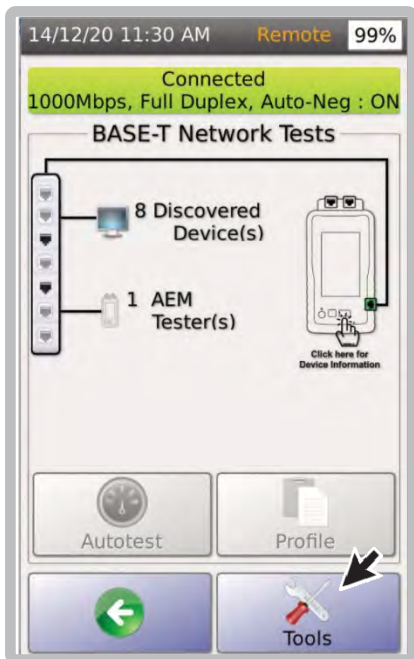 14/12/20 11:30 AM Remote 99%
Connected
1000Mbps, Full Duplex, Auto-Neg : ON
BASE-T Network Tests
8 Discovered
Device(s)
1 AEM
Tester(s)
Click here for
Device Information
Autotest Profile
Tools